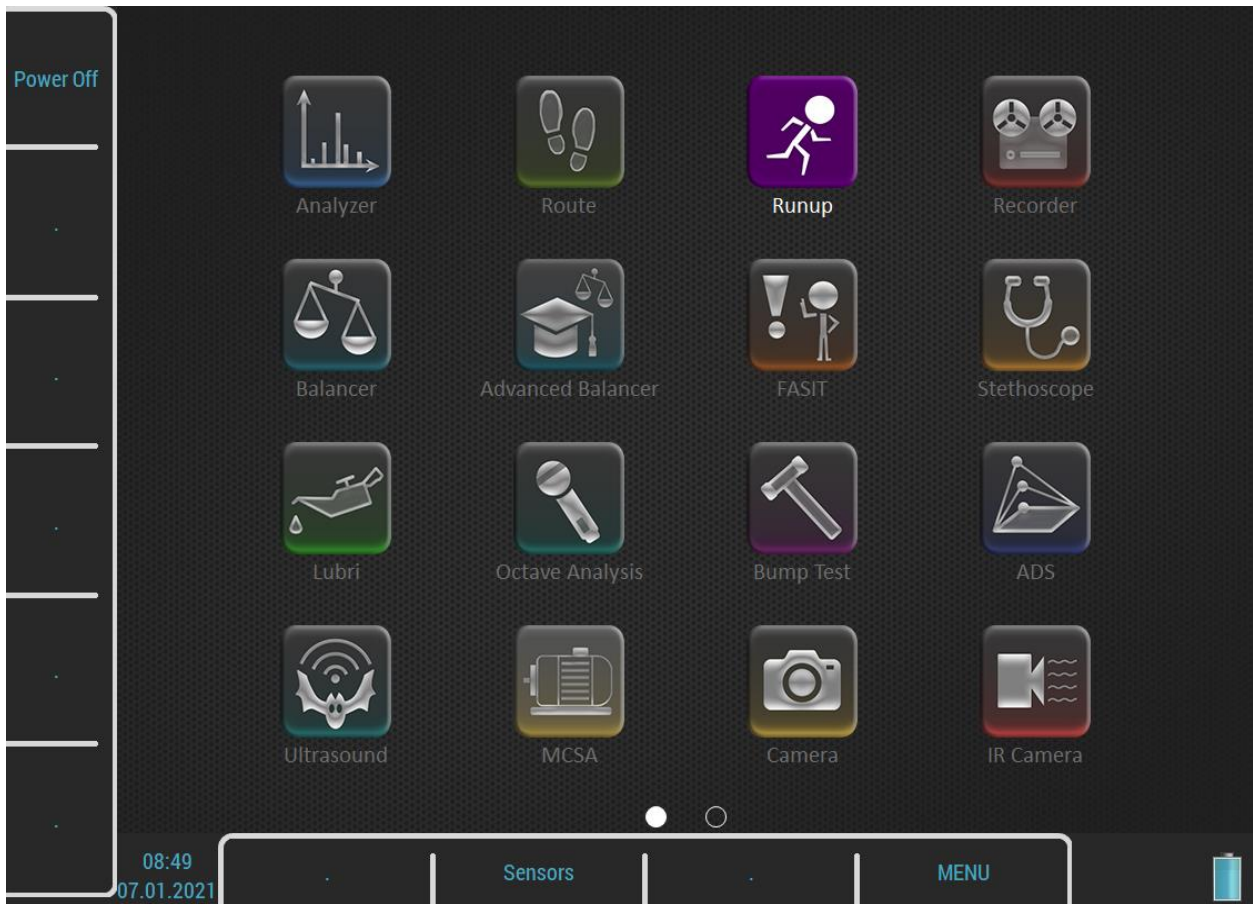 Power Off
.
.
.
.
.
Analyzer
Route
Runup
Recorder
Balancer
Advanced Balancer
FASIT
Stethoscope
Lubri
Octave Analysis
Bump Test
ADS
Ultrasound
MCSA
Camera
IR Camera
08:49
07.01.2021
.
Sensors
.
MENU